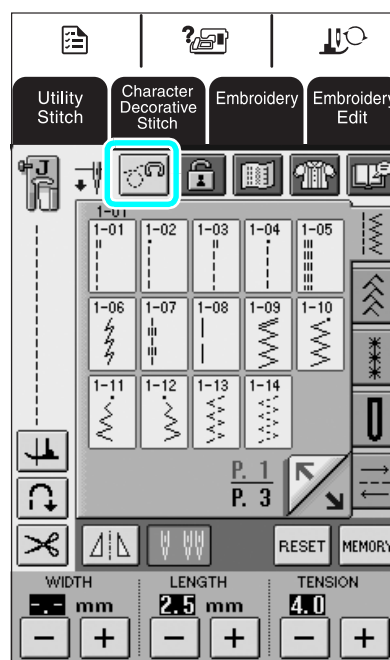 Utility
Stitch
Character
Decorative
Stitch
Embroidery
Embroidery
Edit
J
1-01
1-01 1-02 1-03 1-04 1-05
1-06 1-07 1-08 1-09 1-10
1-11 1-12 1-13 1-14
P. 1
P. 3
RESET
MEMORY
WIDTH LENGTH TENSION
-.- mm 2.5 mm 4.0
− + − + − +